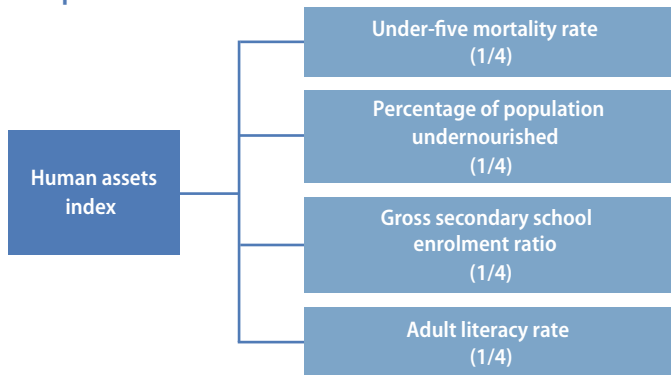 Human assets
index
Under-five mortality rate
(1/4)
Percentage of population
undernourished
(1/4)
Gross secondary school
enrolment ratio
(1/4)
Adult literacy rate
(1/4)